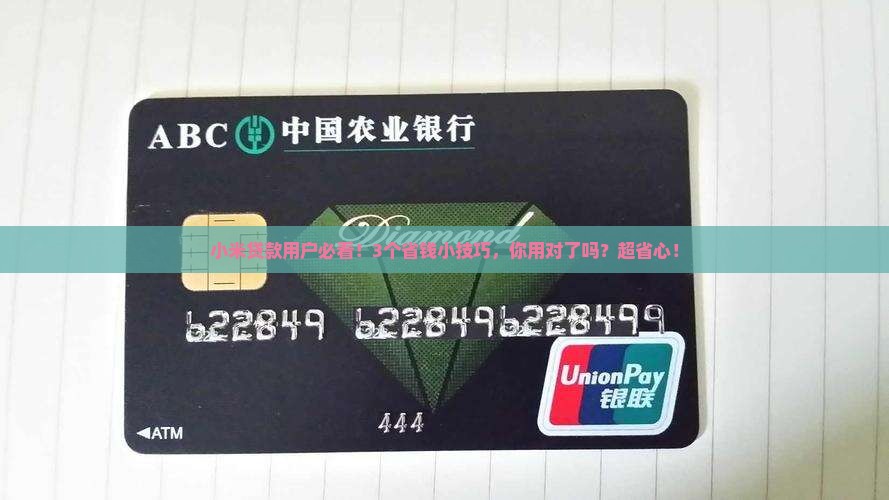 ABC 中国农业银行
Diamond
小米贷款用户必看！3个省钱小技巧，你用对了吗？超省心！
622849 6228496228499
UnionPay
银联
444
◀ATM